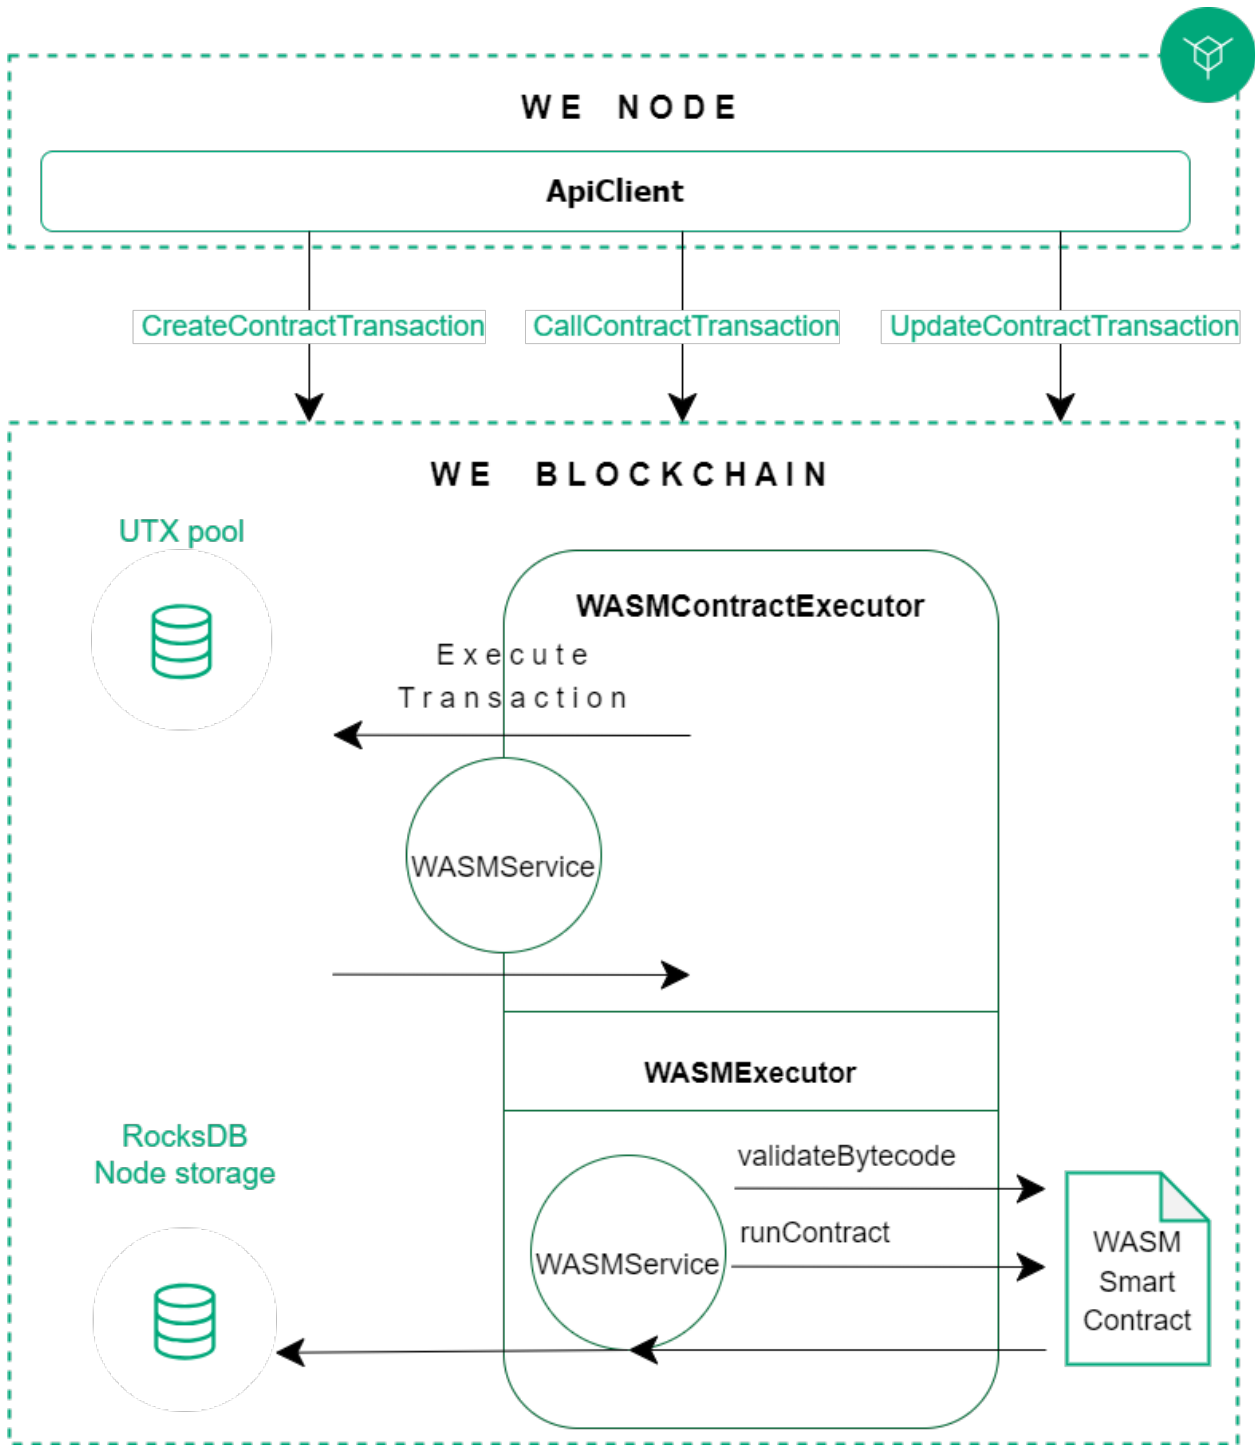 WE NODE
ApiClient
CreateContractTransaction
CallContractTransaction
UpdateContractTransaction
WE BLOCKCHAIN
UTX pool
WASMContractExecutor
Execute
Transaction
WASMService
WASMExecutor
RocksDB
Node storage
validateBytecode
runContract
WASMService
WASM
Smart
Contract